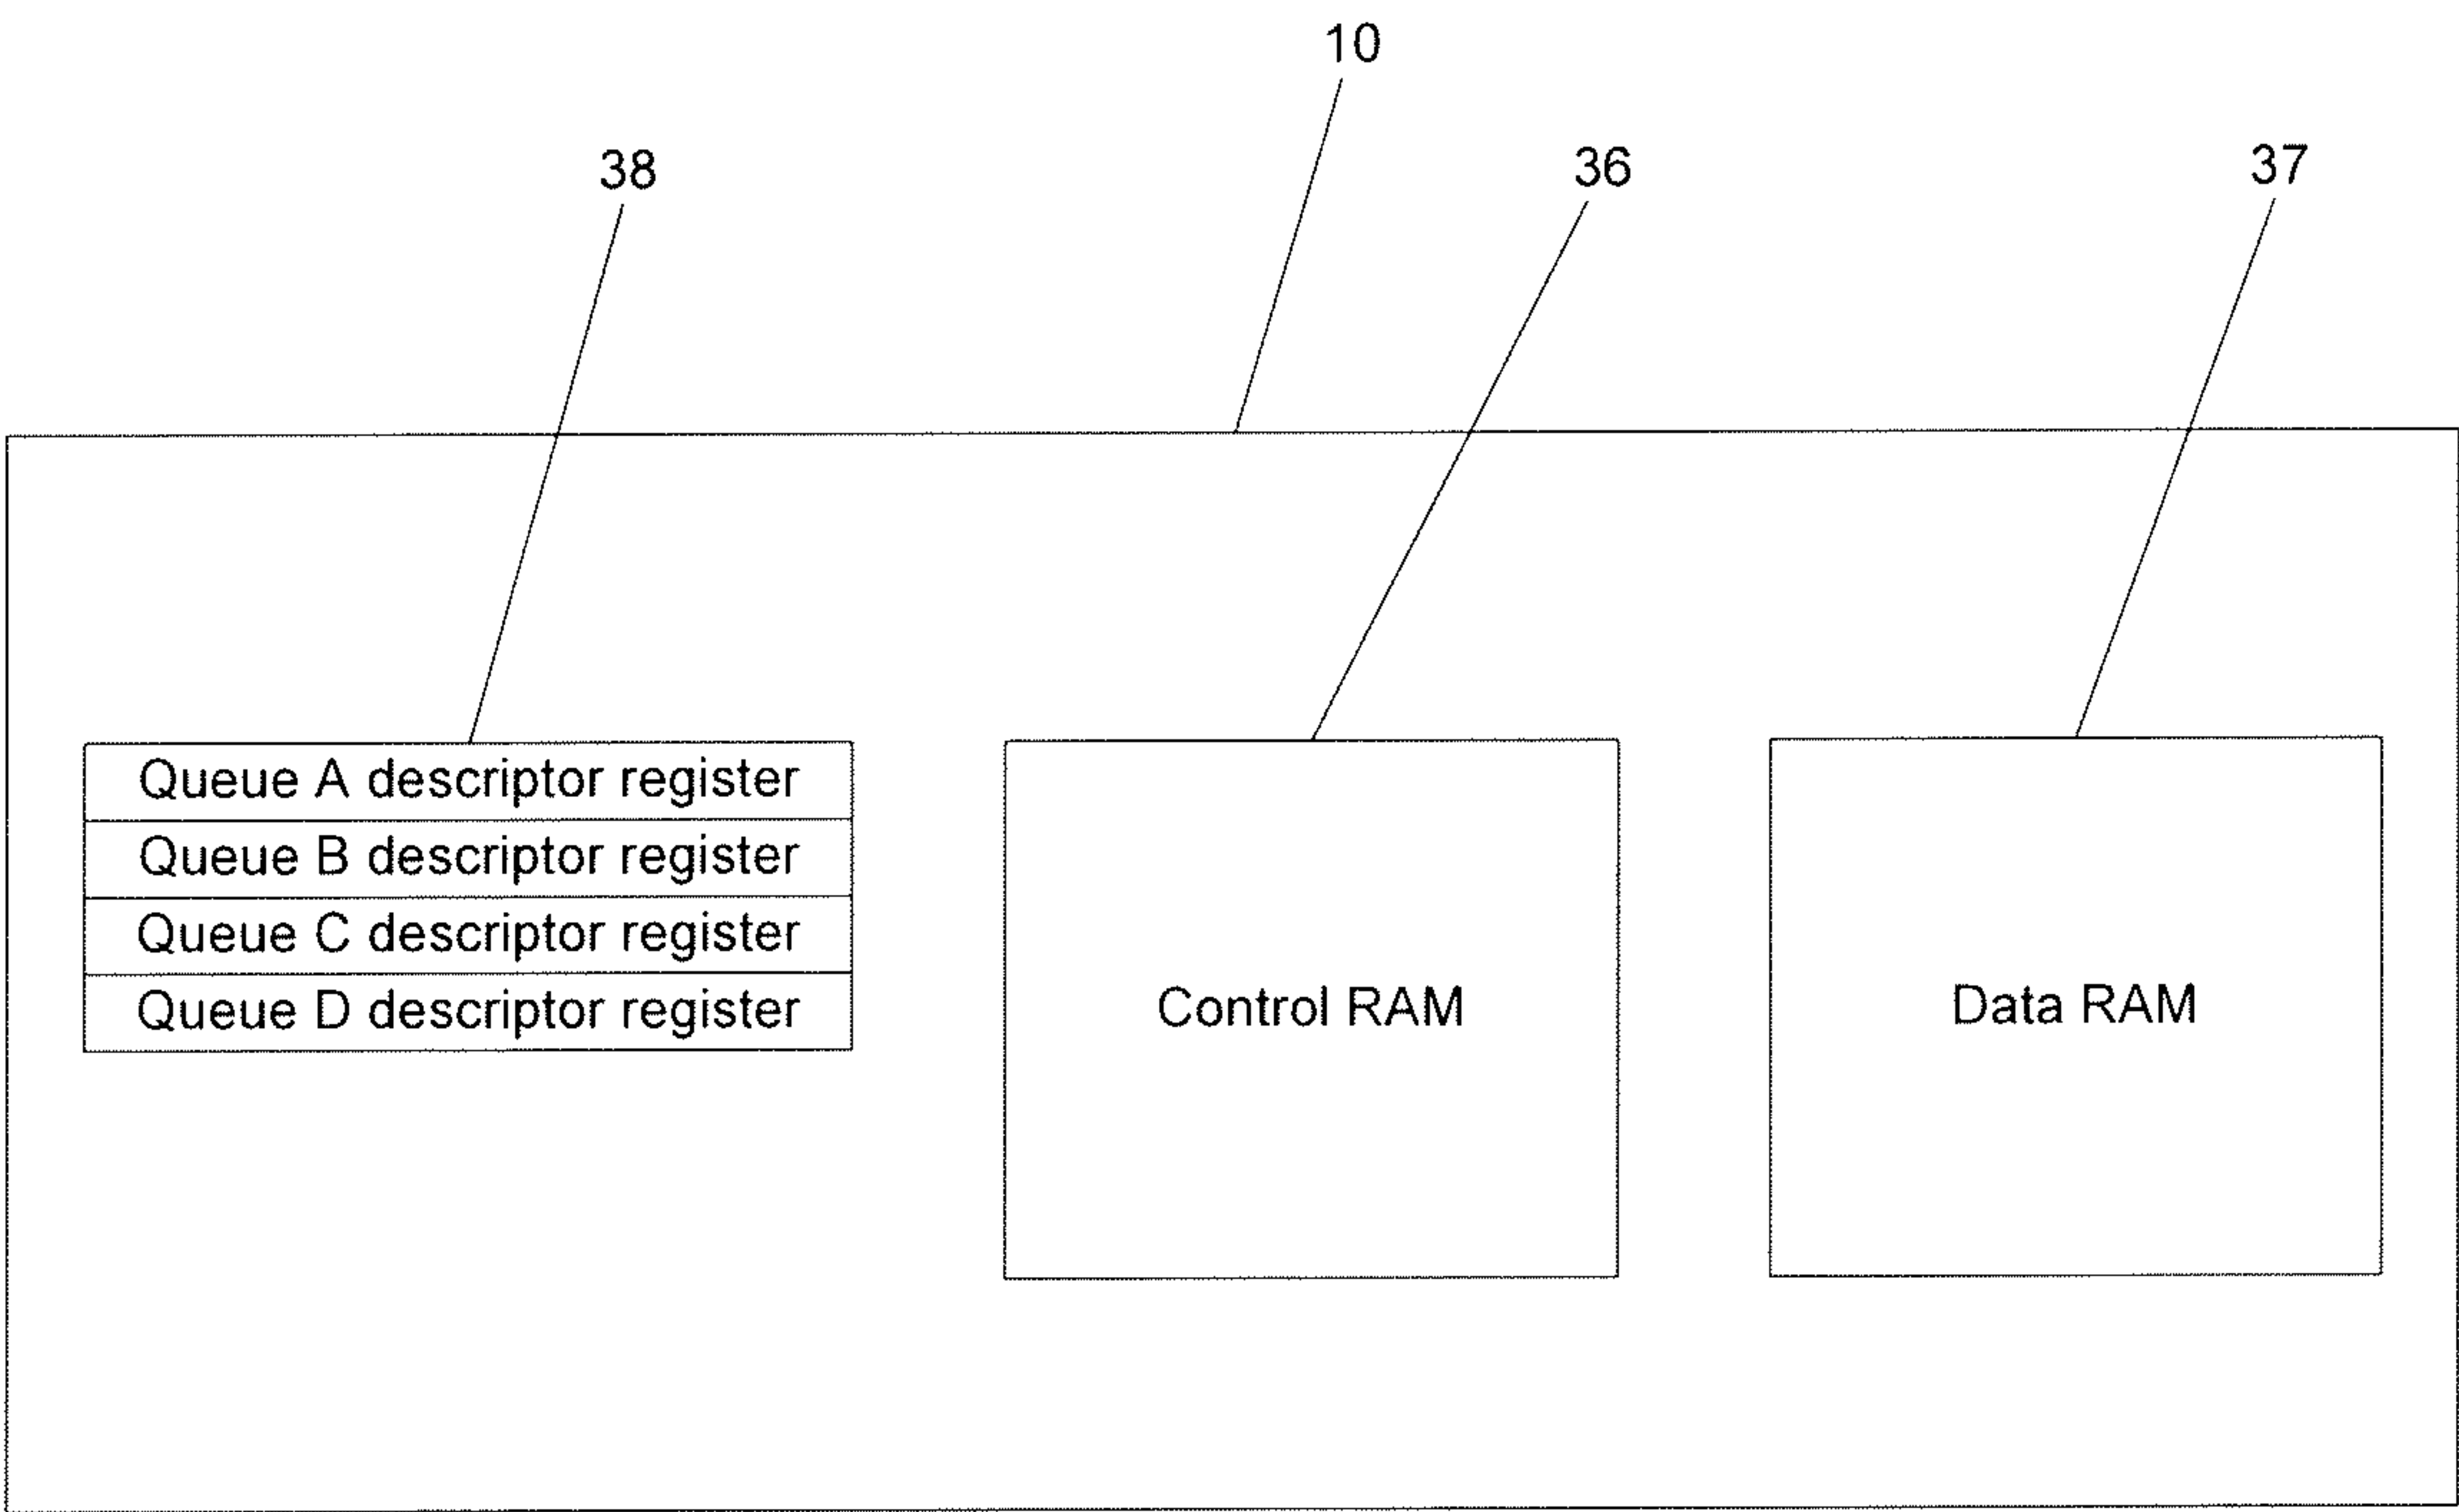 10
38
36
37
Queue A descriptor register
Queue B descriptor register
Queue C descriptor register
Queue D descriptor register
Control RAM
Data RAM